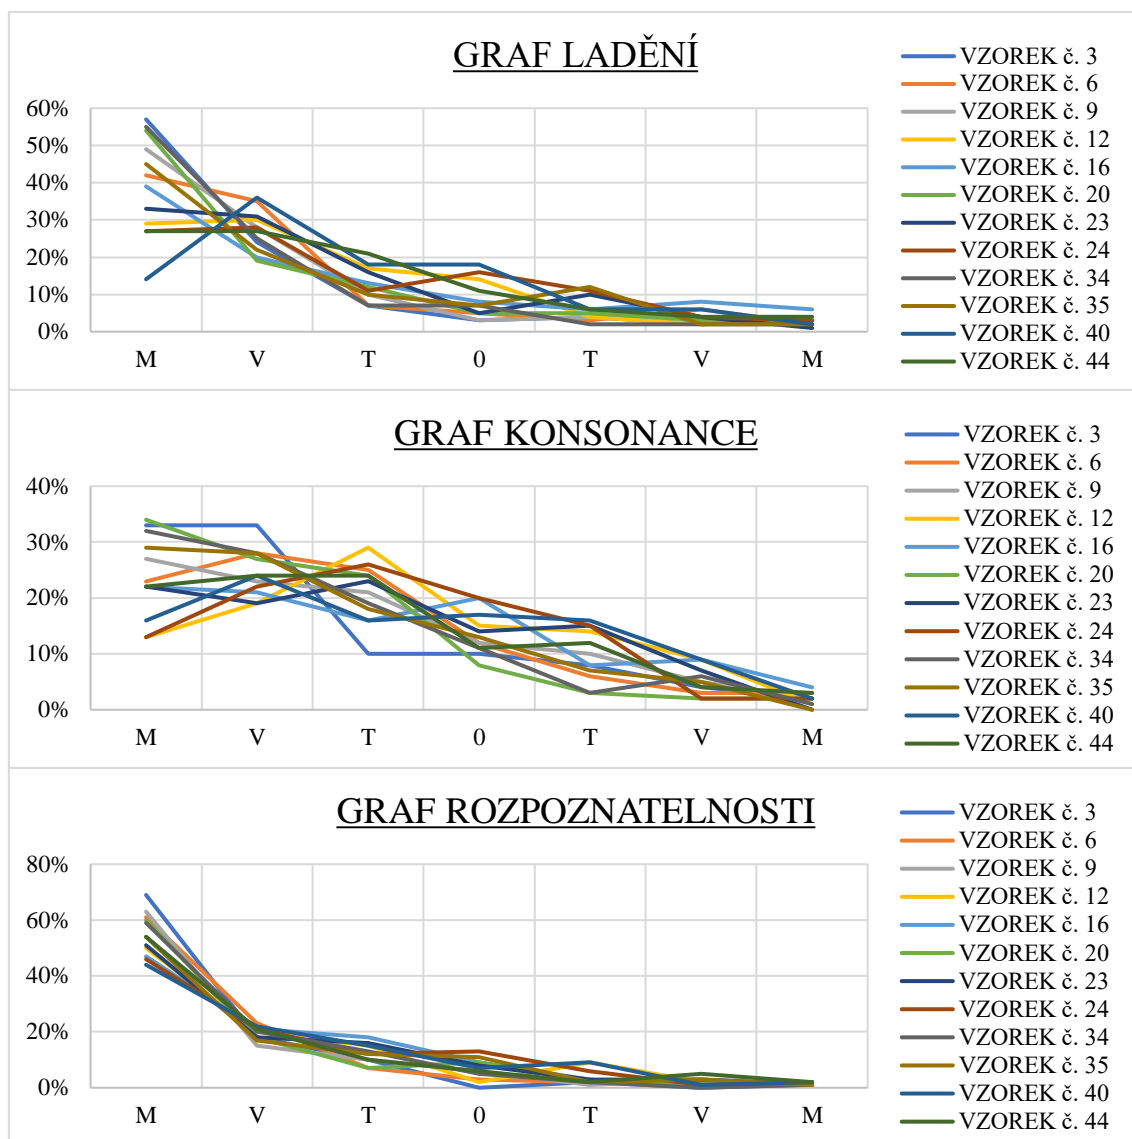 GRAF LADĚNÍ
60%
50%
40%
30%
20%
10%
0%
M V T 0 T V M
VZOREK č. 3
VZOREK č. 6
VZOREK č. 9
VZOREK č. 12
VZOREK č. 16
VZOREK č. 20
VZOREK č. 23
VZOREK č. 24
VZOREK č. 34
VZOREK č. 35
VZOREK č. 40
VZOREK č. 44
GRAF KONSONANCE
40%
30%
20%
10%
0%
M V T 0 T V M
VZOREK č. 3
VZOREK č. 6
VZOREK č. 9
VZOREK č. 12
VZOREK č. 16
VZOREK č. 20
VZOREK č. 23
VZOREK č. 24
VZOREK č. 34
VZOREK č. 35
VZOREK č. 40
VZOREK č. 44
GRAF ROZPOZNATELNOSTI
80%
60%
40%
20%
0%
M V T 0 T V M
VZOREK č. 3
VZOREK č. 6
VZOREK č. 9
VZOREK č. 12
VZOREK č. 16
VZOREK č. 20
VZOREK č. 23
VZOREK č. 24
VZOREK č. 34
VZOREK č. 35
VZOREK č. 40
VZOREK č. 44